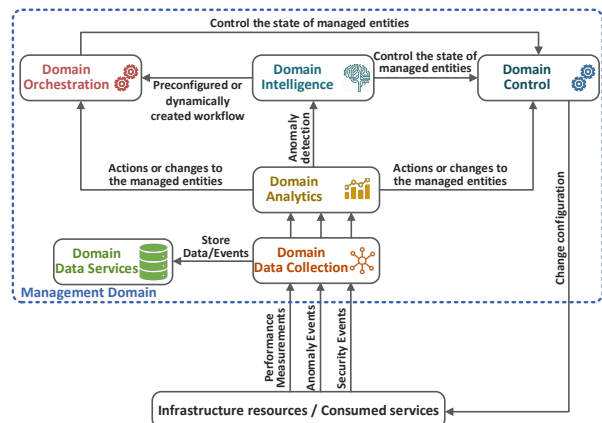 Control the state of managed entities
Domain
Orchestration
Domain
Intelligence
Control the state of
managed entities
Domain
Control
Preconfigured or
dynamically
created workflow
Anomaly
detection
Actions or changes to
the managed entities
Actions or changes to
the managed entities
Domain
Analytics
Change configuration
Domain
Data Services
Store
Data/Events
Domain
Data Collection
Management Domain
Performance
Measurements
Anomaly Events
Security Events
Infrastructure resources / Consumed services